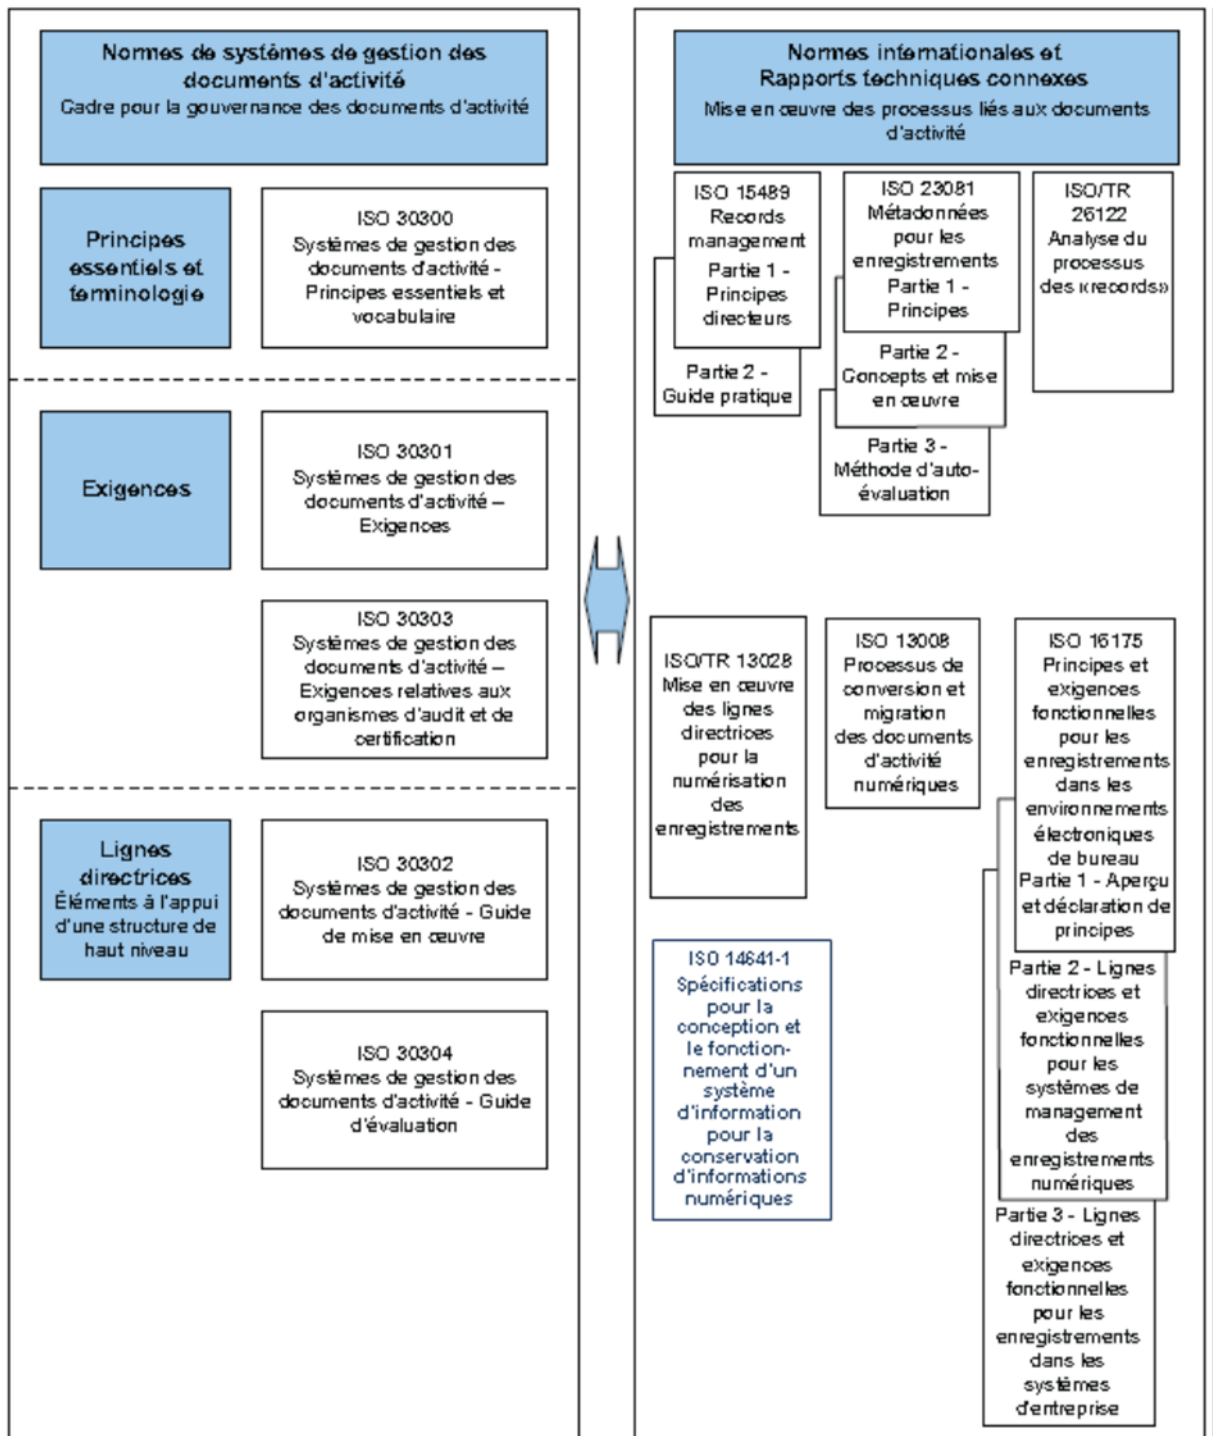 Normes de systèmes de gestion des
documents d'activité
Cadre pour la gouvernance des documents d'activité
Principes
essentiels et
terminologie
ISO 30300
Systèmes de gestion des
documents d'activité -
Principes essentiels et
vocabulaire
Exigences
ISO 30301
Systèmes de gestion des
documents d'activité –
Exigences
ISO 30303
Systèmes de gestion des
documents d'activité –
Exigences relatives aux
organismes d'audit et de
certification
Lignes
directrices
Éléments à l'appui
d'une structure de
haut niveau
ISO 30302
Systèmes de gestion des
documents d'activité - Guide
de mise en œuvre
ISO 30304
Systèmes de gestion des
documents d'activité - Guide
d'évaluation
Normes internationales et
Rapports techniques connexes
Mise en œuvre des processus liés aux documents
d'activité
ISO 15489
Records
management
Partie 1 -
Principes
directeurs
Partie 2 -
Guide pratique
ISO 23081
Métadonnées
pour les
enregistrements
Partie 1 -
Principes
Partie 2 -
Concepts et mise
en œuvre
Partie 3 -
Méthode d'auto-
évaluation
ISO/TR
26122
Analyse du
processus
des «records»
ISO/TR 13028
Mise en œuvre
des lignes
directrices
pour la
numérisation
des
enregistrements
ISO 13008
Processus de
conversion et
migration
des documents
d'activité
numériques
ISO 16175
Principes et
exigences
fonctionnelles
pour les
enregistrements
dans les
environnements
électroniques
de bureau
Partie 1 - Aperçu
et déclaration de
principes
Partie 2 - Lignes
directrices et
exigences
fonctionnelles
pour les
systèmes de
management
des
enregistrements
numériques
Partie 3 - Lignes
directrices et
exigences
fonctionnelles
pour les
enregistrements
dans les
systèmes
d'entreprise
ISO 14641-1
Spécifications
pour la
conception et
le fonction-
nement d'un
système
d'information
pour la
conservation
d'informations
numériques